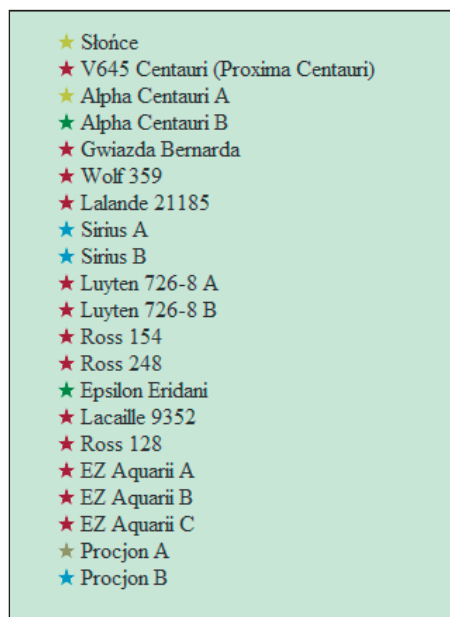 Słońce
V645 Centauri (Proxima Centauri)
Alpha Centauri A
Alpha Centauri B
Gwiazda Bernarda
Wolf 359
Lalande 21185
Sirius A
Sirius B
Luyten 726-8 A
Luyten 726-8 B
Ross 154
Ross 248
Epsilon Eridani
Lacaille 9352
Ross 128
EZ Aquarii A
EZ Aquarii B
EZ Aquarii C
Procjon A
Procjon B